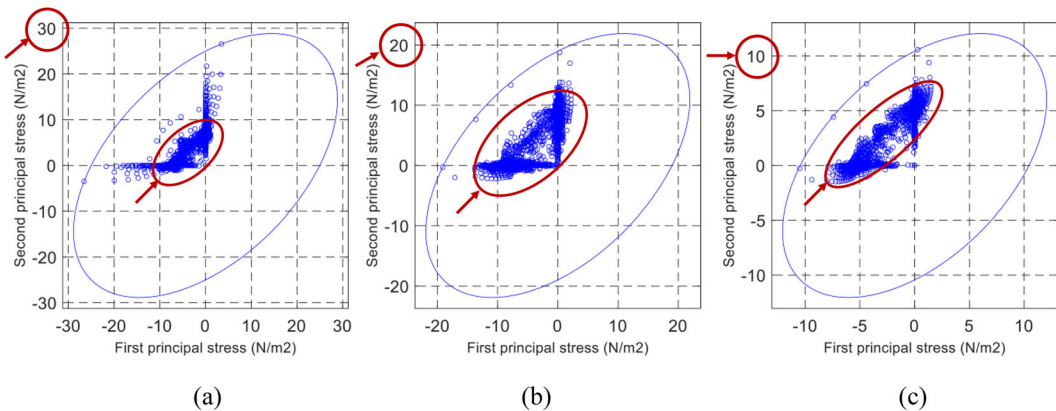 Second principal stress (N/m2)
30
20
10
0
-10
-20
-30
-30 -20 -10 0 10 20 30
First principal stress (N/m2)
(a)
Second principal stress (N/m2)
20
10
0
-10
-20
-20 -10 0 10 20
First principal stress (N/m2)
(b)
Second principal stress (N/m2)
10
5
0
-5
-10
-10 -5 0 5 10
First principal stress (N/m2)
(c)